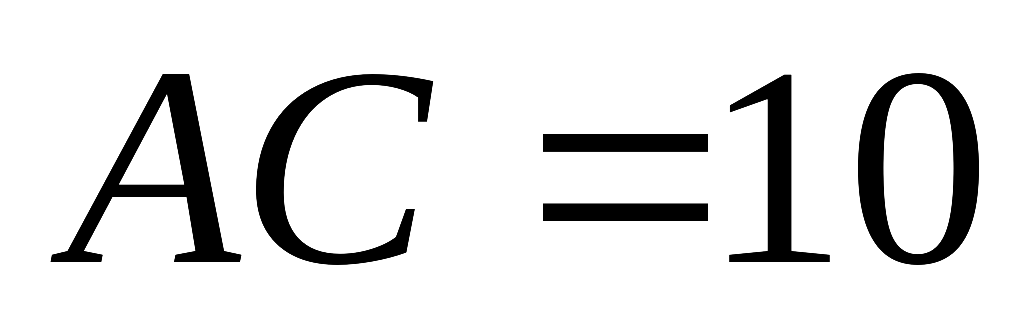 AC = 10